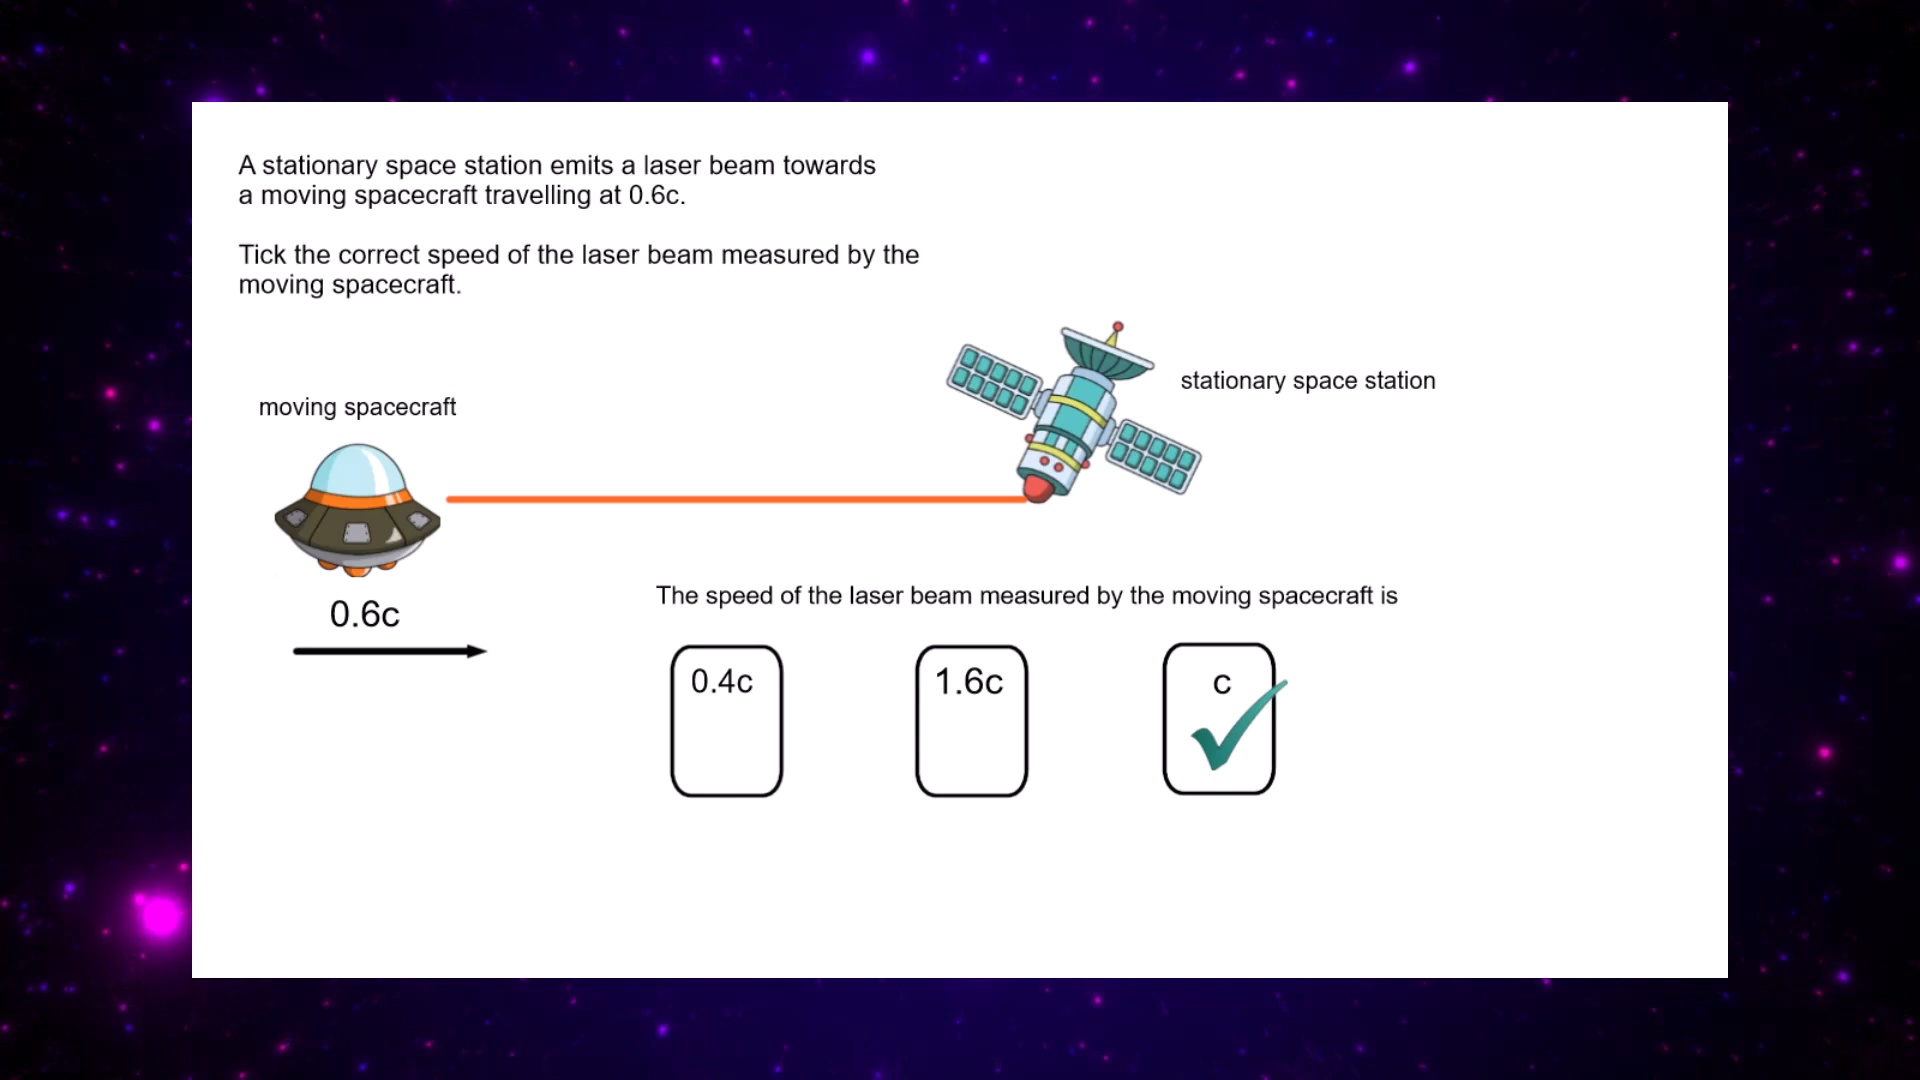 A stationary space station emits a laser beam towards
a moving spacecraft travelling at 0.6c.
Tick the correct speed of the laser beam measured by the
moving spacecraft.
stationary space station
moving spacecraft
0.6c
The speed of the laser beam measured by the moving spacecraft is
0.4c
1.6c
c